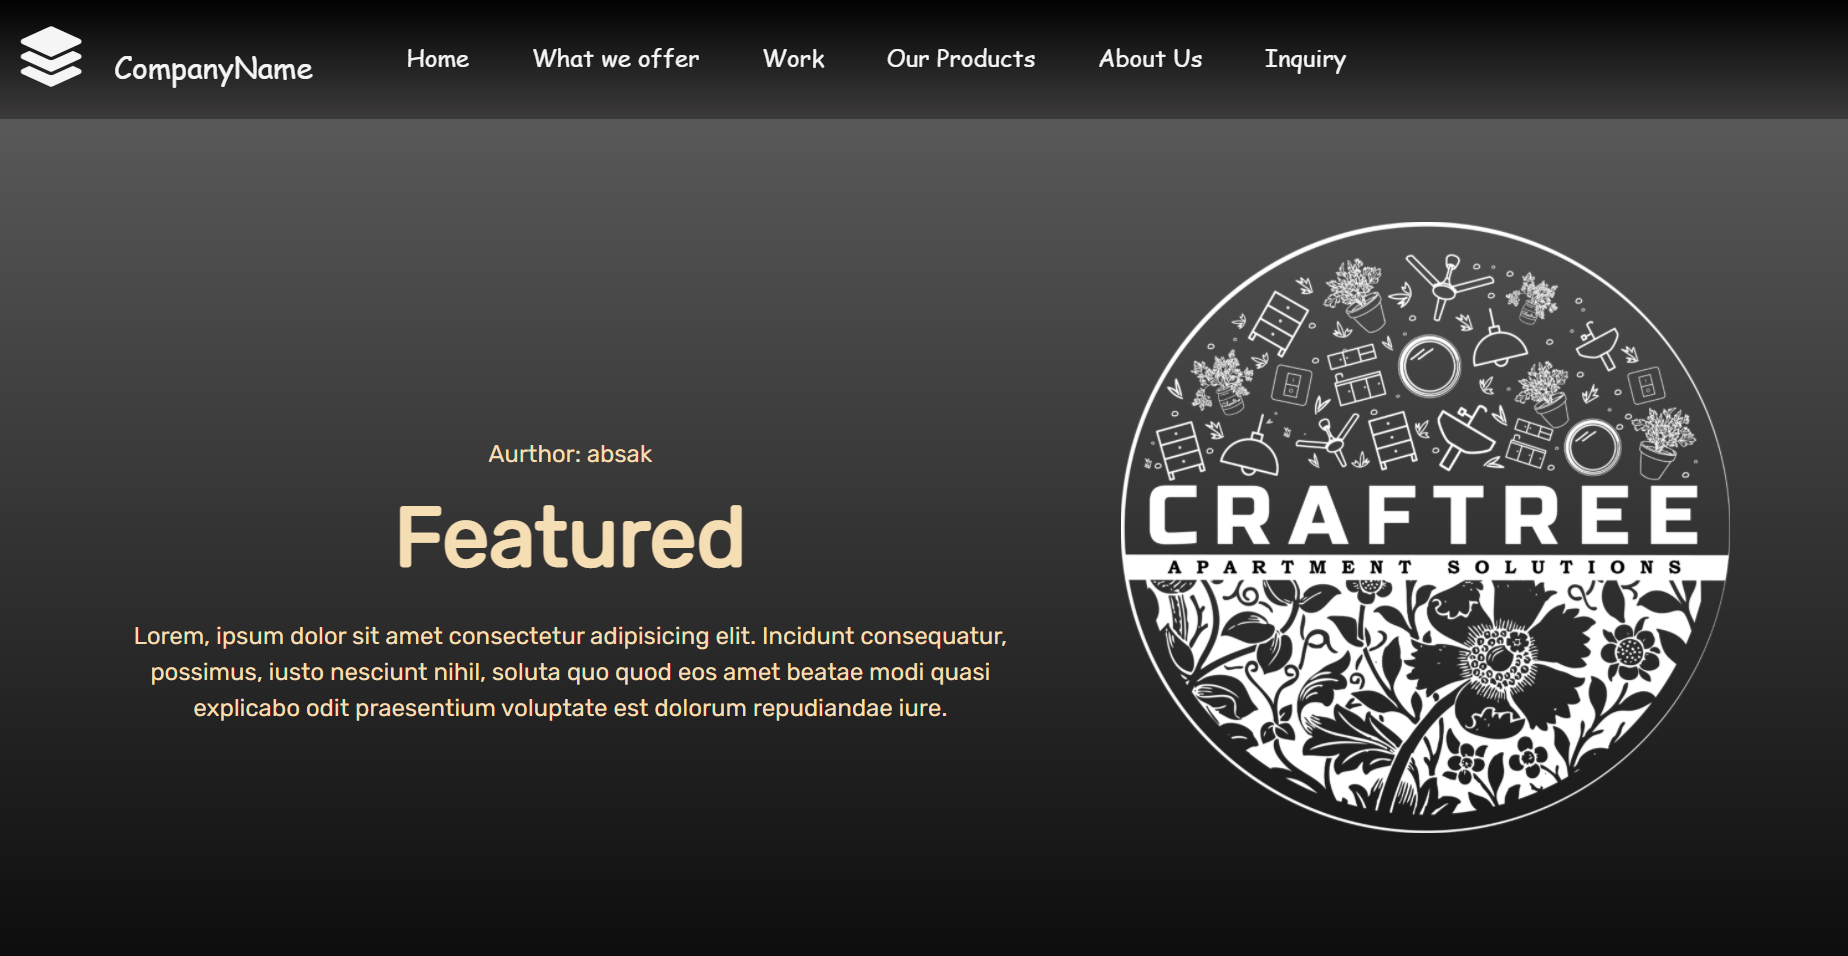 CompanyName
Home What we offer Work Our Products About Us Inquiry
Aurthor: absak
Featured
Lorem, ipsum dolor sit amet consectetur adipisicing elit. Incidunt consequatur,
possimus, iusto nesciunt nihil, soluta quo quod eos amet beatae modi quasi
explicabo odit praesentium voluptate est dolorum repudiandae iure.
CRAFTREE
APARTMENT SOLUTIONS